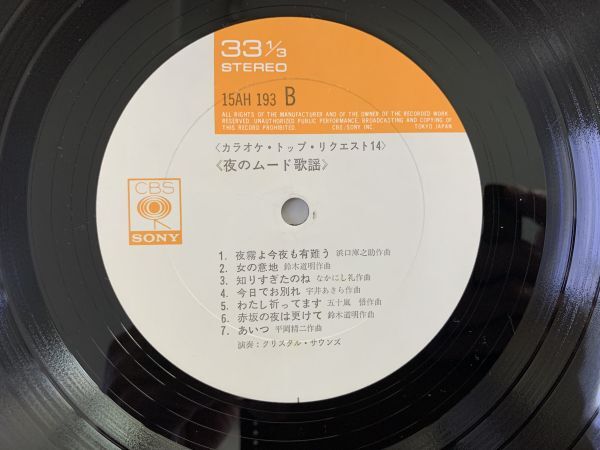 33 1/3
STEREO
15AH 193 B
ALL RIGHTS OF THE MANUFACTURER AND OF THE OWNER OF THE RECORDED WORK
RESERVED. UNAUTHORIZED PUBLIC PERFORMANCE, BROADCASTING AND COPYING OF
THIS RECORD PROHIBITED. CBS/SONY INC. TOKYO JAPAN
〈カラオケ・トップ・リクエスト14〉
《夜のムード歌謡》
CBS
SONY
1. 夜霧よ今夜も有難う 浜口庫之助作曲
2. 女の意地 鈴木道明作曲
3. 知りすぎたのね なかにし礼作曲
4. 今日でお別れ 宇井あきら作曲
5. わたし祈ってます 五十嵐 悟作曲
6. 赤坂の夜は更けて 鈴木道明作曲
7. あいつ 平岡精二作曲
演奏:クリスタル・サウンズ